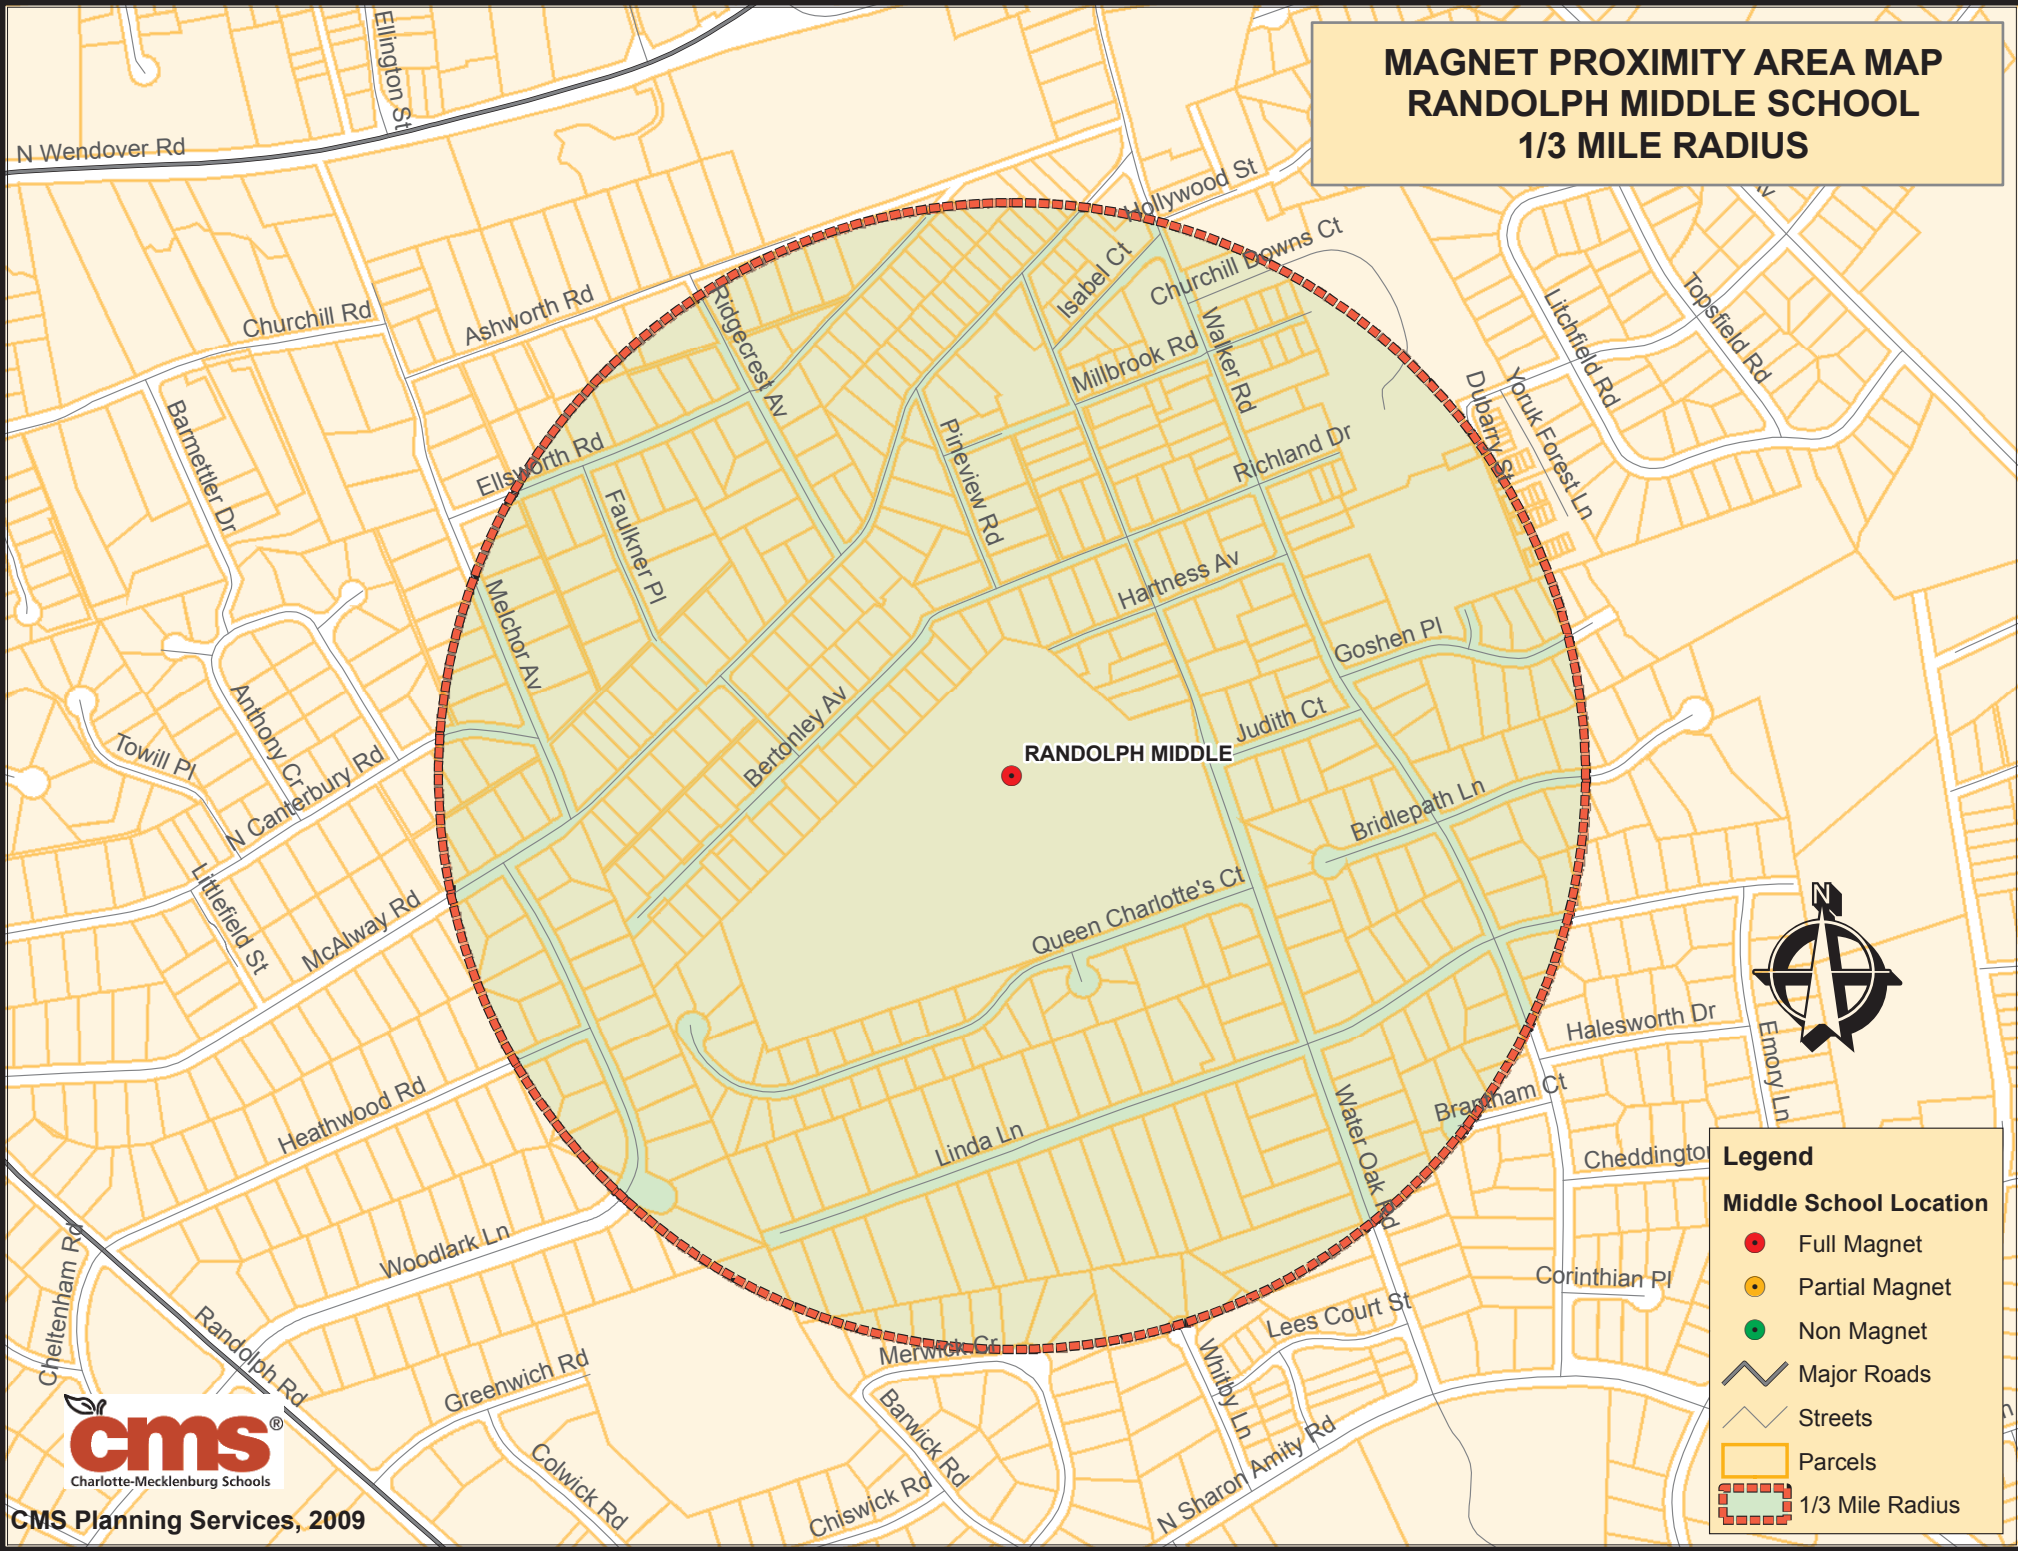 MAGNET PROXIMITY AREA MAP
RANDOLPH MIDDLE SCHOOL
1/3 MILE RADIUS
Ellington St
N Wendover Rd
Hollywood St
Churchill Downs Ct
Isabel Ct
Churchill Rd
Ashworth Rd
Ridgecrest Av
Walker Rd
Millbrook Rd
Litchfield Rd
Topsfield Rd
Yoruk Forest Ln
Dubarry St
Barmettler Dr
Ellsworth Rd
Pineview Rd
Richland Dr
Faulkner Pl
Hartness Av
Melchor Av
Goshen Pl
Anthony Cr
Bertonley Av
Judith Ct
Towill Pl
N Canterbury Rd
RANDOLPH MIDDLE
Bridlepath Ln
Littlefield St
McAlway Rd
Queen Charlotte's Ct
N
Halesworth Dr
Emory Ln
Heathwood Rd
Linda Ln
Water Oak Rd
Brantham Ct
Cheddington
Woodlark Ln
Cheltenham Rd
Randolph Rd
Corinthian Pl
Lees Court St
Merwick Cr
Whitby Ln
Greenwich Rd
Barwick Rd
Colwick Rd
Chiswick Rd
N Sharon Amity Rd
Legend
Middle School Location
Full Magnet
Partial Magnet
Non Magnet
Major Roads
Streets
Parcels
1/3 Mile Radius
cms®
Charlotte-Mecklenburg Schools
CMS Planning Services, 2009